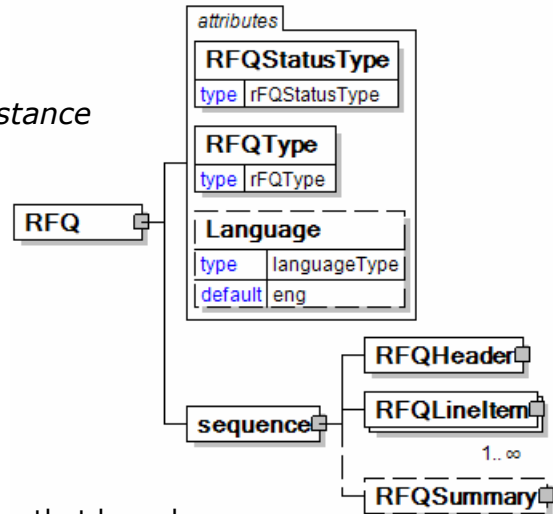 attributes
RFQStatusType
type rFQStatusType
stance
RFQType
type rFQType
RFQ
Language
type languageType
default eng
RFQHeader
sequence
RFQLineItem
1..∞
RFQSummary